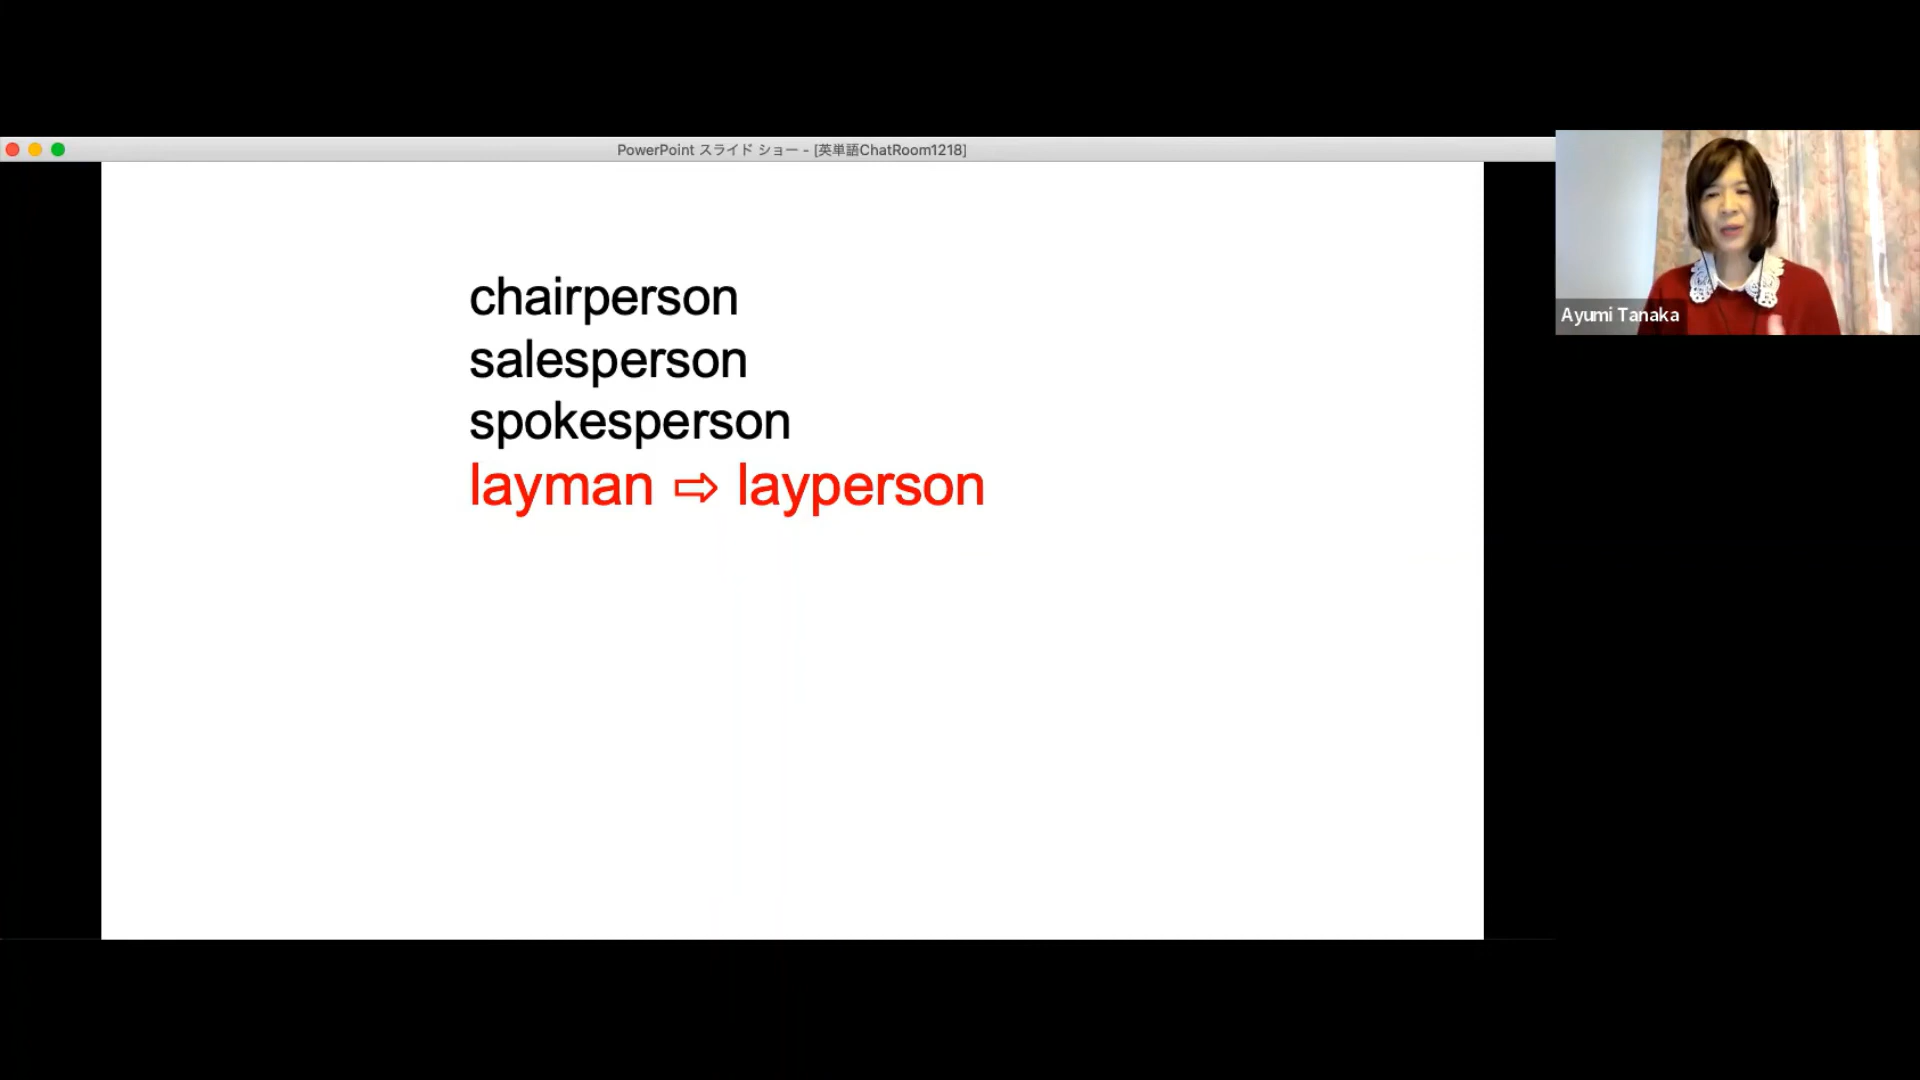 PowerPoint スライド ショー - [英単語ChatRoom1218]
chairperson
salesperson
spokesperson
layman ⇨ layperson
Ayumi Tanaka